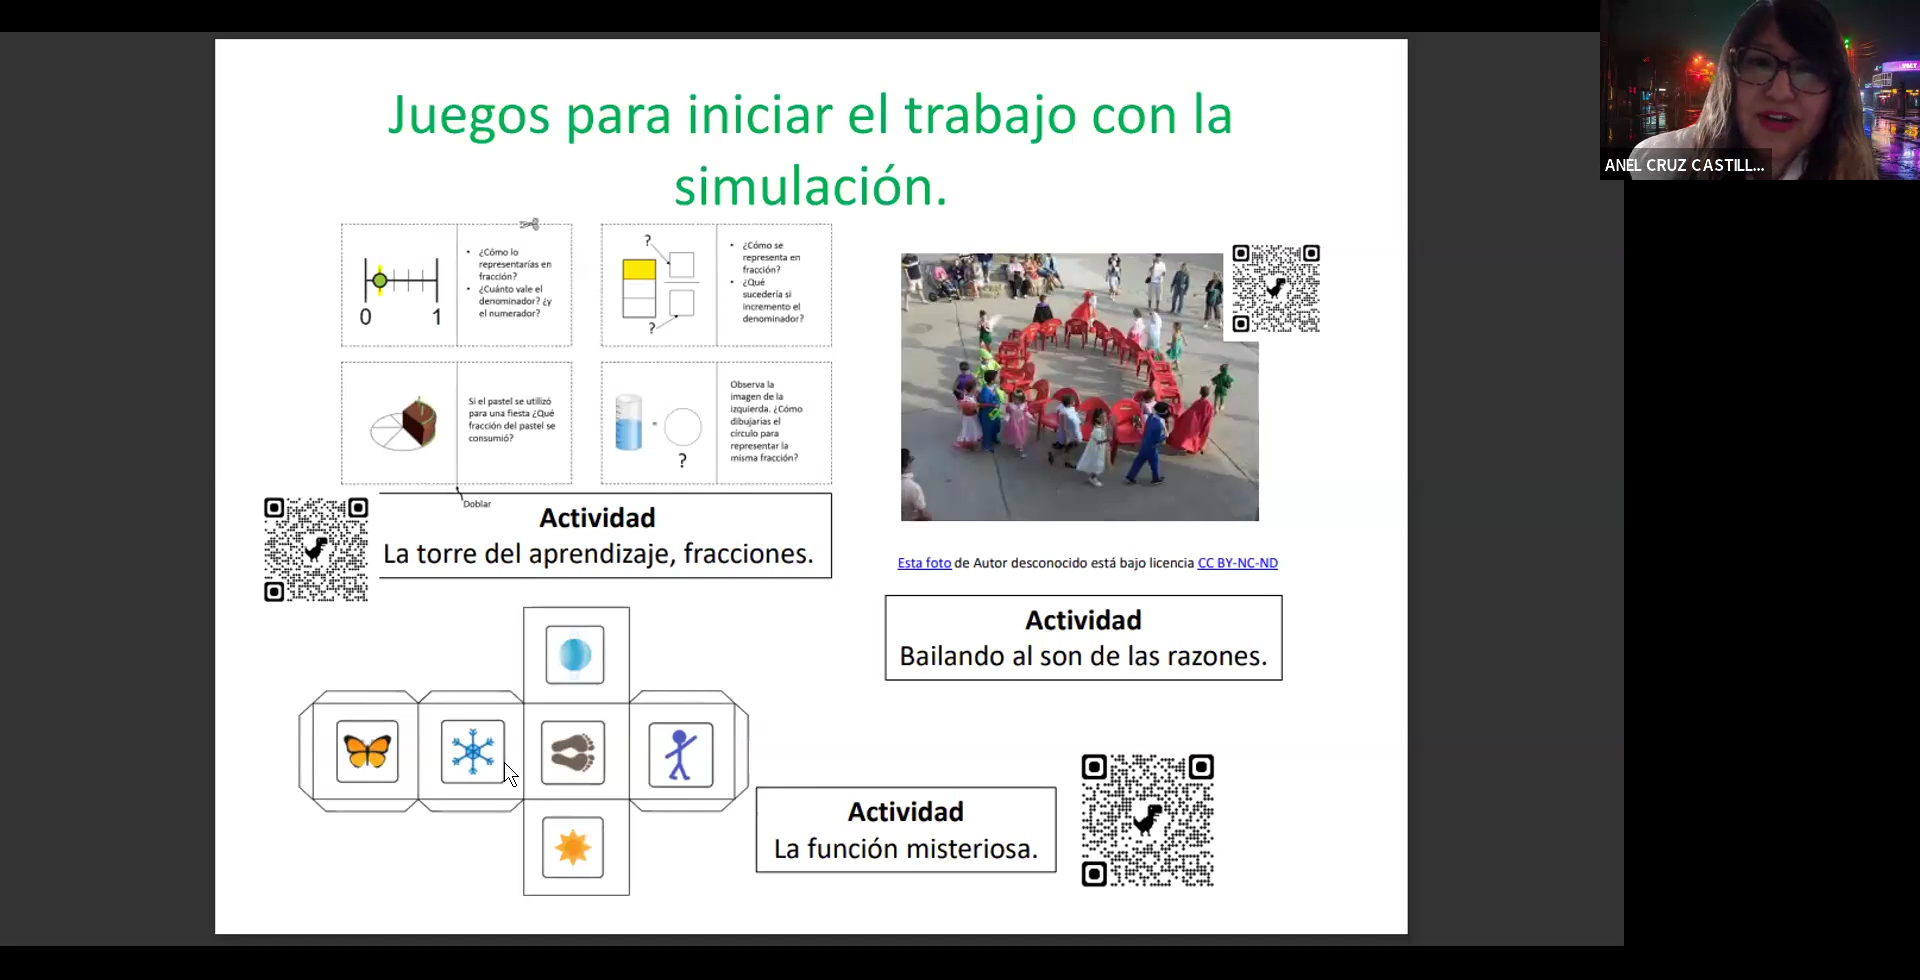 Juegos para iniciar el trabajo con la
simulación.
0
1
• ¿Cómo lo
representarías en
fracción?
• ¿Cuánto vale el
denominador? ¿y
el numerador?
?
?
• ¿Cómo se
representa en
fracción?
• ¿Qué
sucedería si
incremento el
denominador?
Si el pastel se utilizó
para una fiesta ¿Qué
fracción del pastel se
consumió?
=
?
Observa la
imagen de la
izquierda. ¿Cómo
dibujarías el
círculo para
representar la
misma fracción?
Doblar
Actividad
La torre del aprendizaje, fracciones.
Esta foto de Autor desconocido está bajo licencia CC BY-NC-ND
Actividad
Bailando al son de las razones.
Actividad
La función misteriosa.
ANEL CRUZ CASTILL...